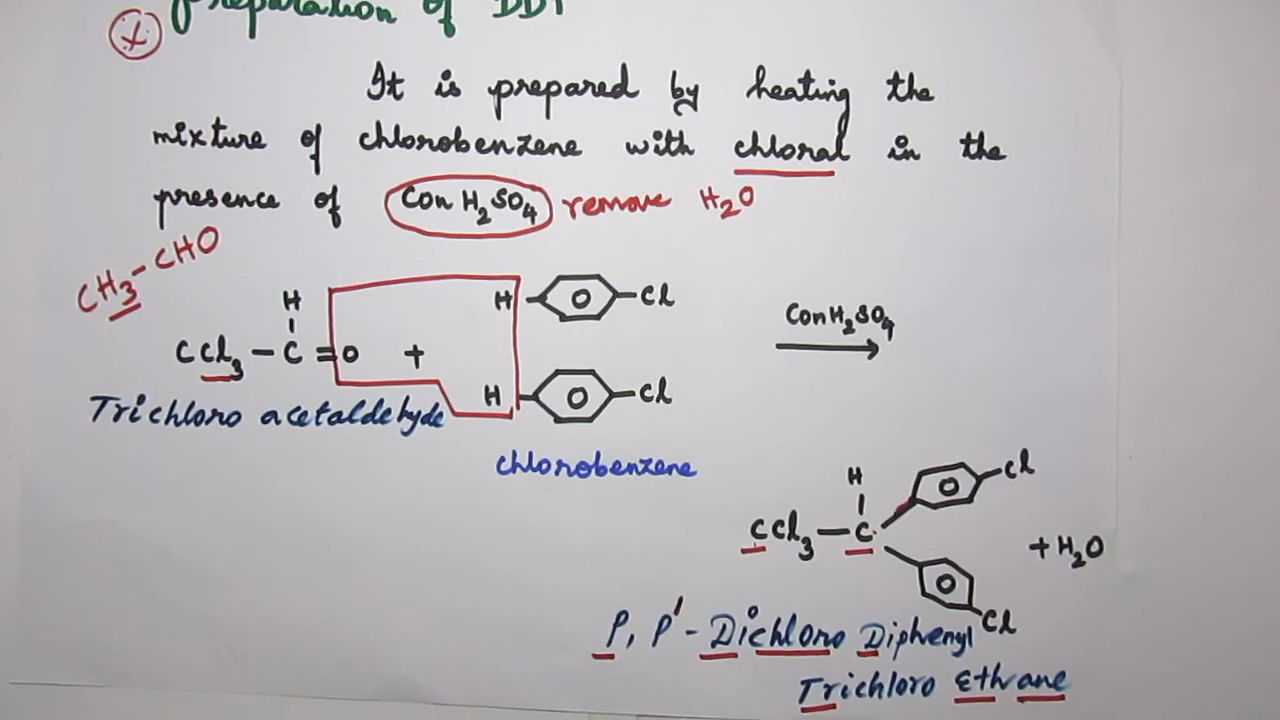 preparation of DDT
It is prepared by heating the
mixture of chlorobenzene with chloral in the
presence of Con H₂SO₄ remove H₂O
CH₃-CHO
H
CCl₃-C=O + H Cl
H Cl
Con H₂SO₄
Trichloro acetaldehyde
chlorobenzene
H Cl
CCl₃-C + H₂O
Cl
P, P'-Dichloro Diphenyl
Trichloro Ethane